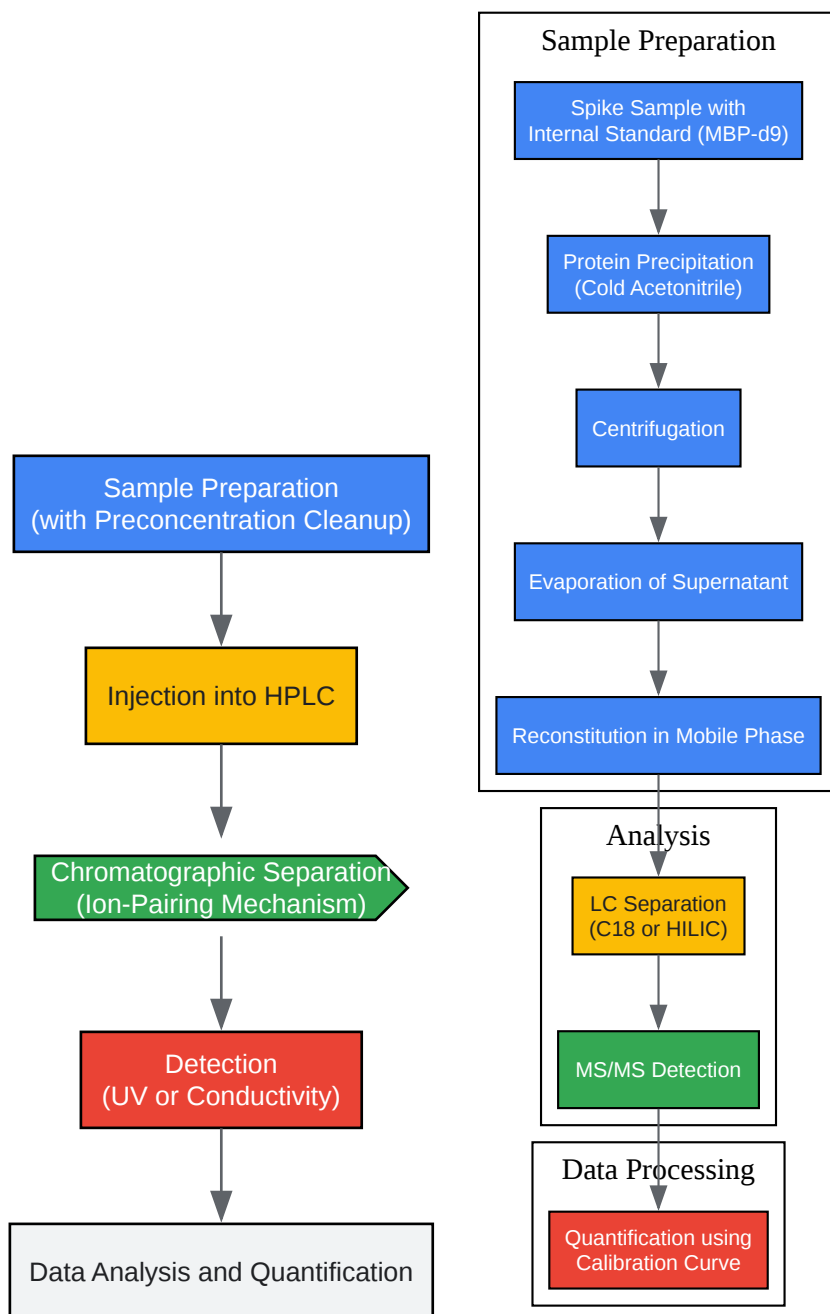 Sample Preparation
(with Preconcentration Cleanup)
Injection into HPLC
Chromatographic Separation
(Ion-Pairing Mechanism)
Detection
(UV or Conductivity)
Data Analysis and Quantification
Sample Preparation
Spike Sample with
Internal Standard (MBP-d9)
Protein Precipitation
(Cold Acetonitrile)
Centrifugation
Evaporation of Supernatant
Reconstitution in Mobile Phase
Analysis
LC Separation
(C18 or HILIC)
MS/MS Detection
Data Processing
Quantification using
Calibration Curve